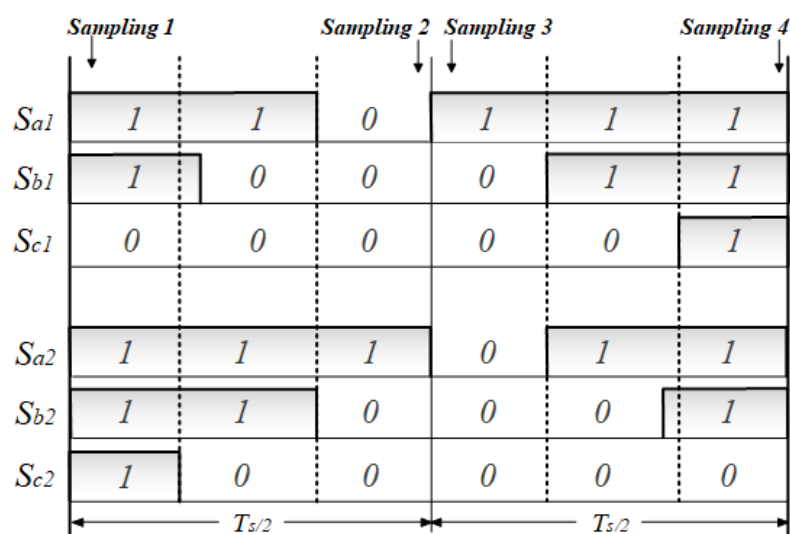 Sampling 1 Sampling 2 Sampling 3 Sampling 4
Sa1 1 1 0 1 1 1
Sb1 1 0 0 0 1 1
Sc1 0 0 0 0 0 1
Sa2 1 1 1 0 1 1
Sb2 1 1 0 0 0 1
Sc2 1 0 0 0 0 0
Ts/2 Ts/2